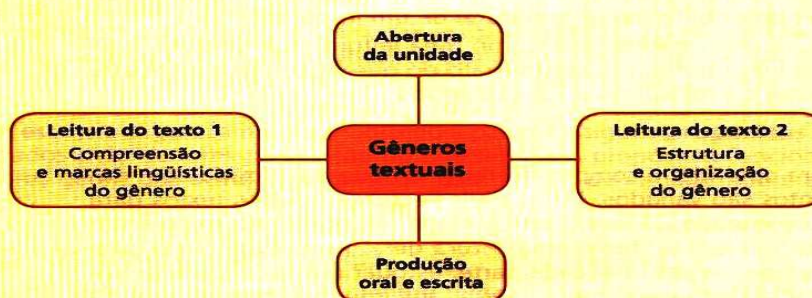 Abertura
da unidade
Leitura do texto 1
Compreensão
e marcas lingüísticas
do gênero
Gêneros
textuais
Leitura do texto 2
Estrutura
e organização
do gênero
Produção
oral e escrita